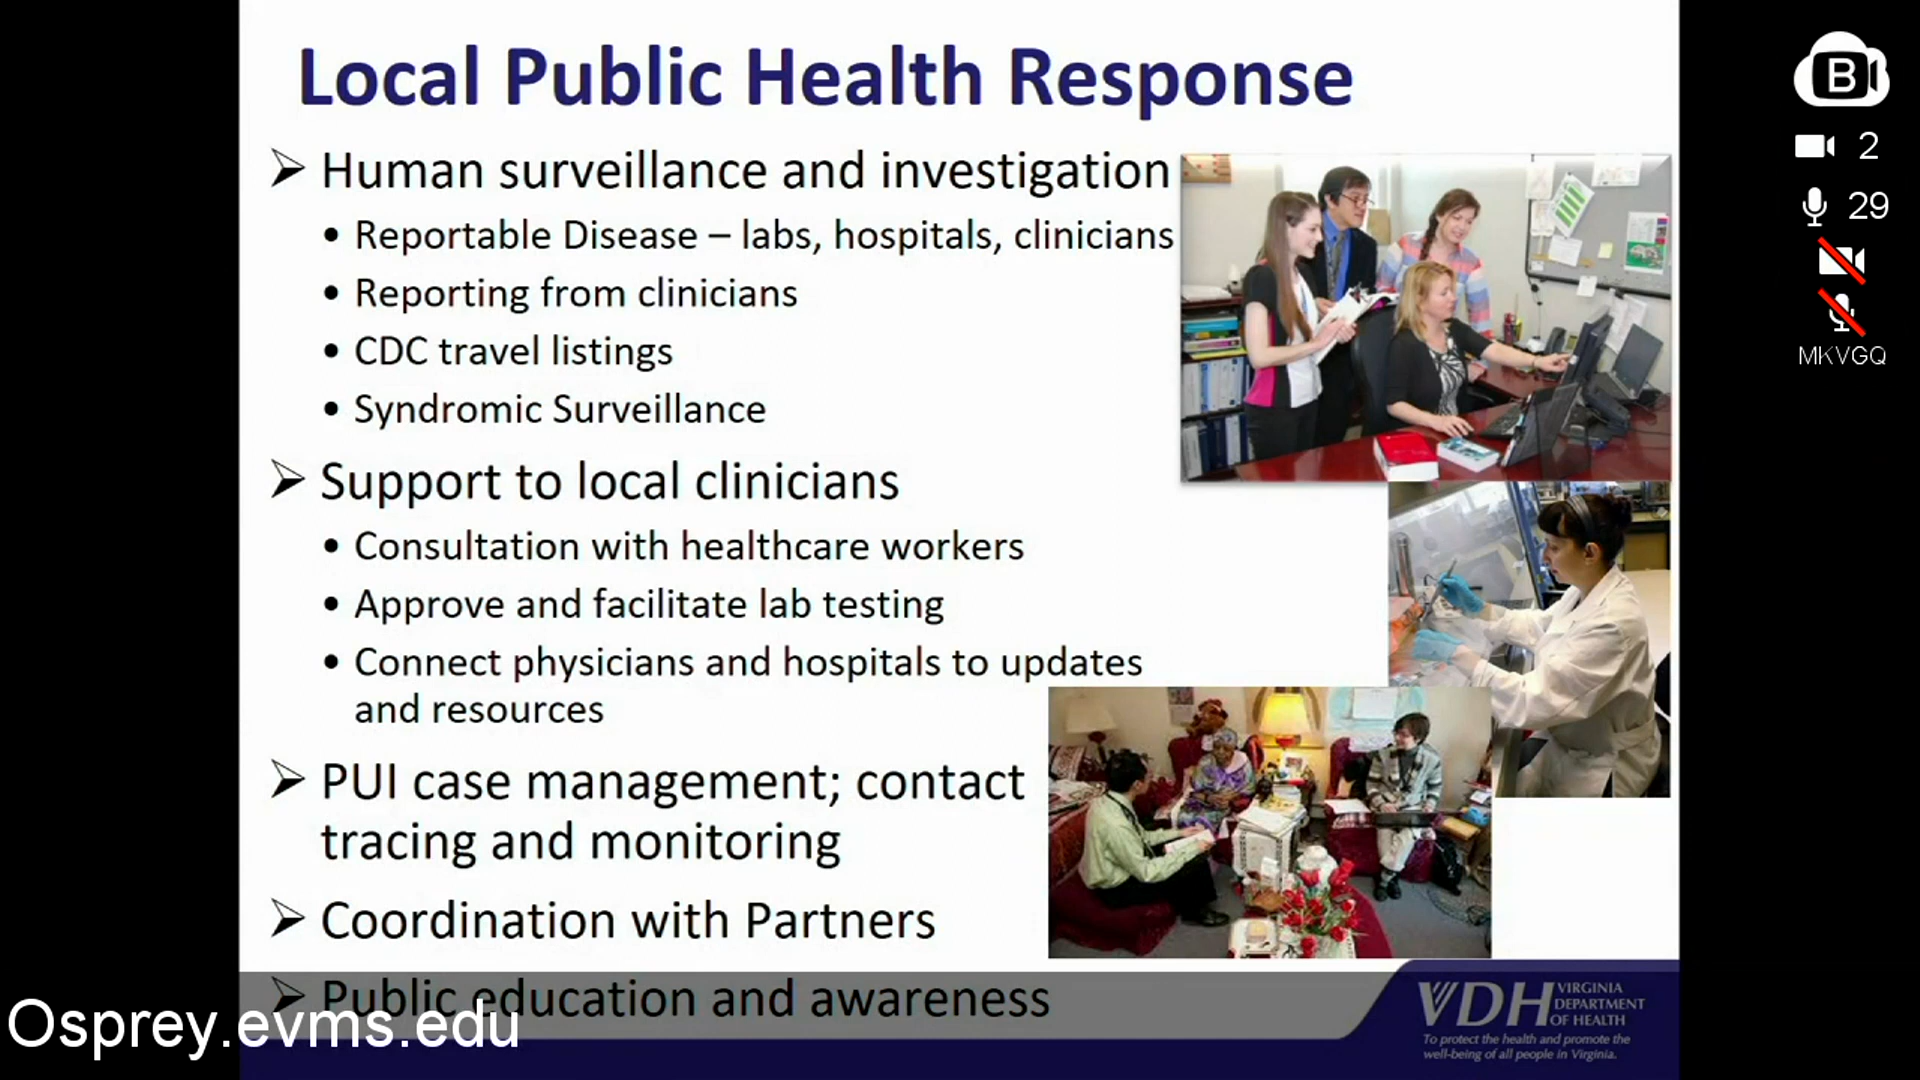 Local Public Health Response
Human surveillance and investigation
• Reportable Disease – labs, hospitals, clinicians
• Reporting from clinicians
• CDC travel listings
• Syndromic Surveillance
Support to local clinicians
• Consultation with healthcare workers
• Approve and facilitate lab testing
• Connect physicians and hospitals to updates
and resources
PUI case management; contact
tracing and monitoring
Coordination with Partners
Public education and awareness
Osprey.evms.edu
VDH VIRGINIA
DEPARTMENT
OF HEALTH
To protect the health and promote the
well-being of all people in Virginia.
B
2
29
MKVGQ